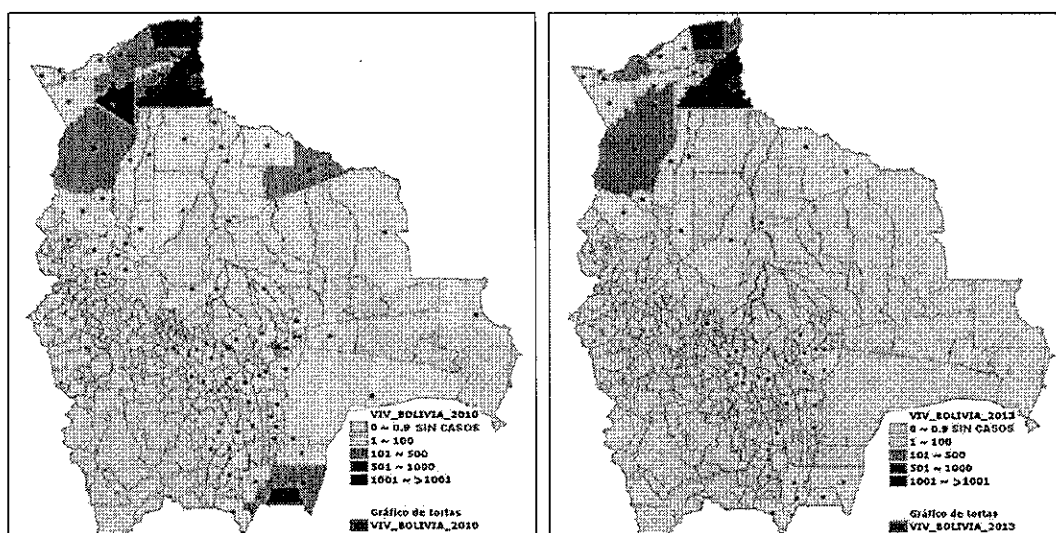 VIV_BOLIVIA_2010
0 ~ 0.9 SIN CASOS
1 ~ 100
101 ~ 500
501 ~ 1000
1001 ~ >1001
Gráfico de tortas
VIV_BOLIVIA_2010
VIV_BOLIVIA_2013
0 ~ 0.9 SIN CASOS
1 ~ 100
101 ~ 500
501 ~ 1000
1001 ~ >1001
Gráfico de tortas
VIV_BOLIVIA_2013